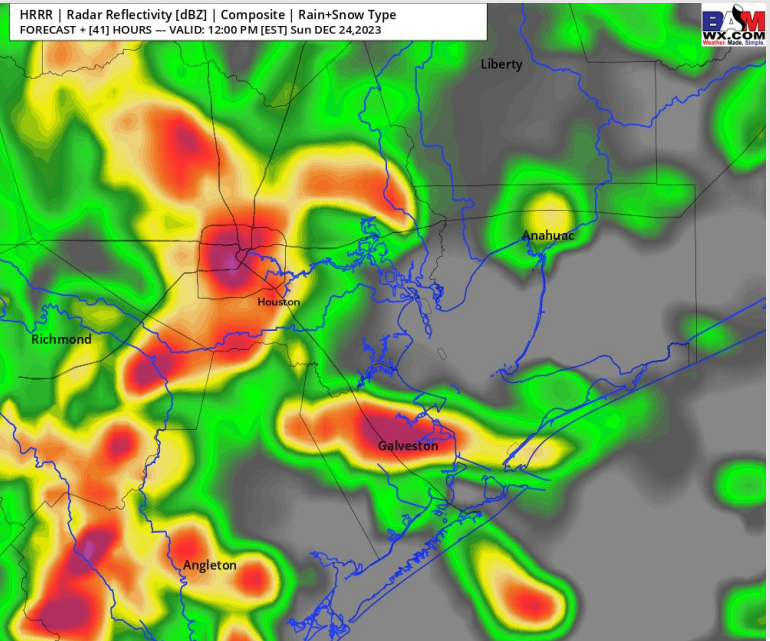 HRRR | Radar Reflectivity [dBZ] | Composite | Rain+Snow Type
FORECAST + [41] HOURS --- VALID: 12:00 PM [EST] Sun DEC 24,2023
BAM
WX.COM
Weather. Made. Simple.
Liberty
Anahuac
Houston
Richmond
Galveston
Angleton